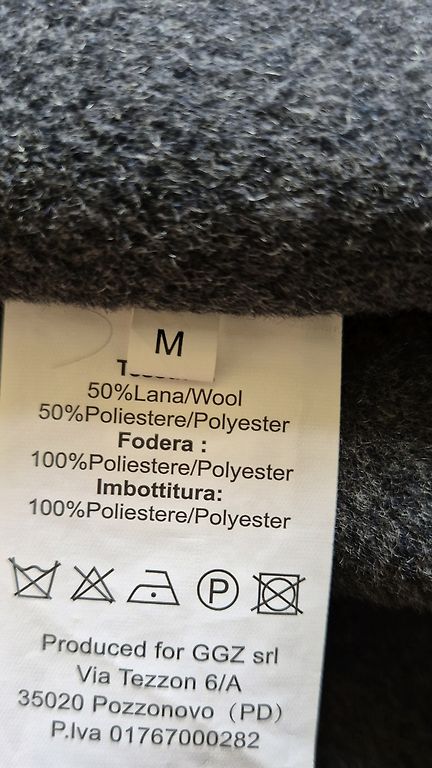 M
50%Lana/Wool
50%Poliestere/Polyester
Fodera :
100%Poliestere/Polyester
Imbottitura:
100%Poliestere/Polyester
P
Produced for GGZ srl
Via Tezzon 6/A
35020 Pozzonovo (PD)
P.Iva 01767000282